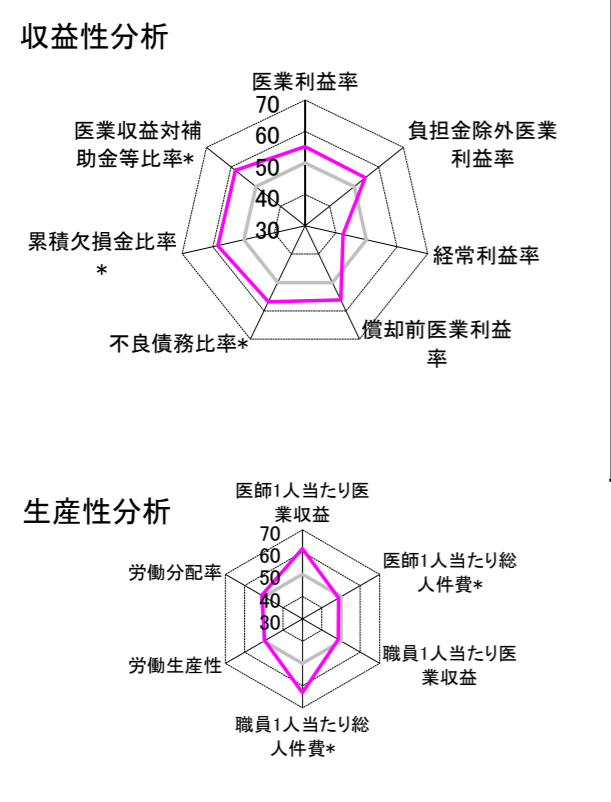 収益性分析
医業利益率
70
60
50
40
30
負担金除外医業
利益率
経常利益率
償却前医業利益
率
不良債務比率*
累積欠損金比率
*
医業収益対補
助金等比率*
生産性分析
医師1人当たり医
業収益
70
60
50
40
30
医師1人当たり総
人件費*
職員1人当たり医
業収益
職員1人当たり総
人件費*
労働生産性
労働分配率